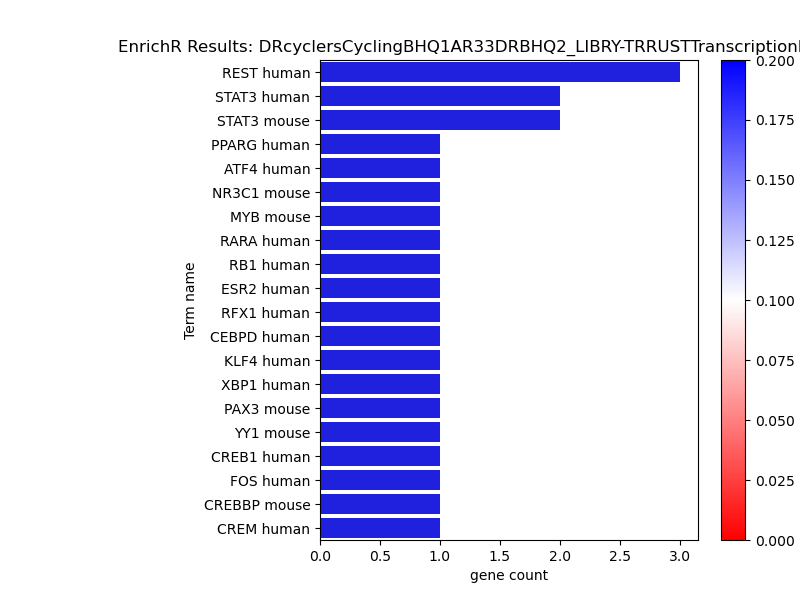 EnrichR Results: DRcyclersCyclingBHQ1AR33DRBHQ2_LIBRY-TRRUSTTranscription
REST human
STAT3 human
STAT3 mouse
PPARG human
ATF4 human
NR3C1 mouse
MYB mouse
RARA human
RB1 human
ESR2 human
RFX1 human
CEBPD human
KLF4 human
XBP1 human
PAX3 mouse
YY1 mouse
CREB1 human
FOS human
CREBBP mouse
CREM human
Term name
0.0 0.5 1.0 1.5 2.0 2.5 3.0
gene count
0.200
0.175
0.150
0.125
0.100
0.075
0.050
0.025
0.000